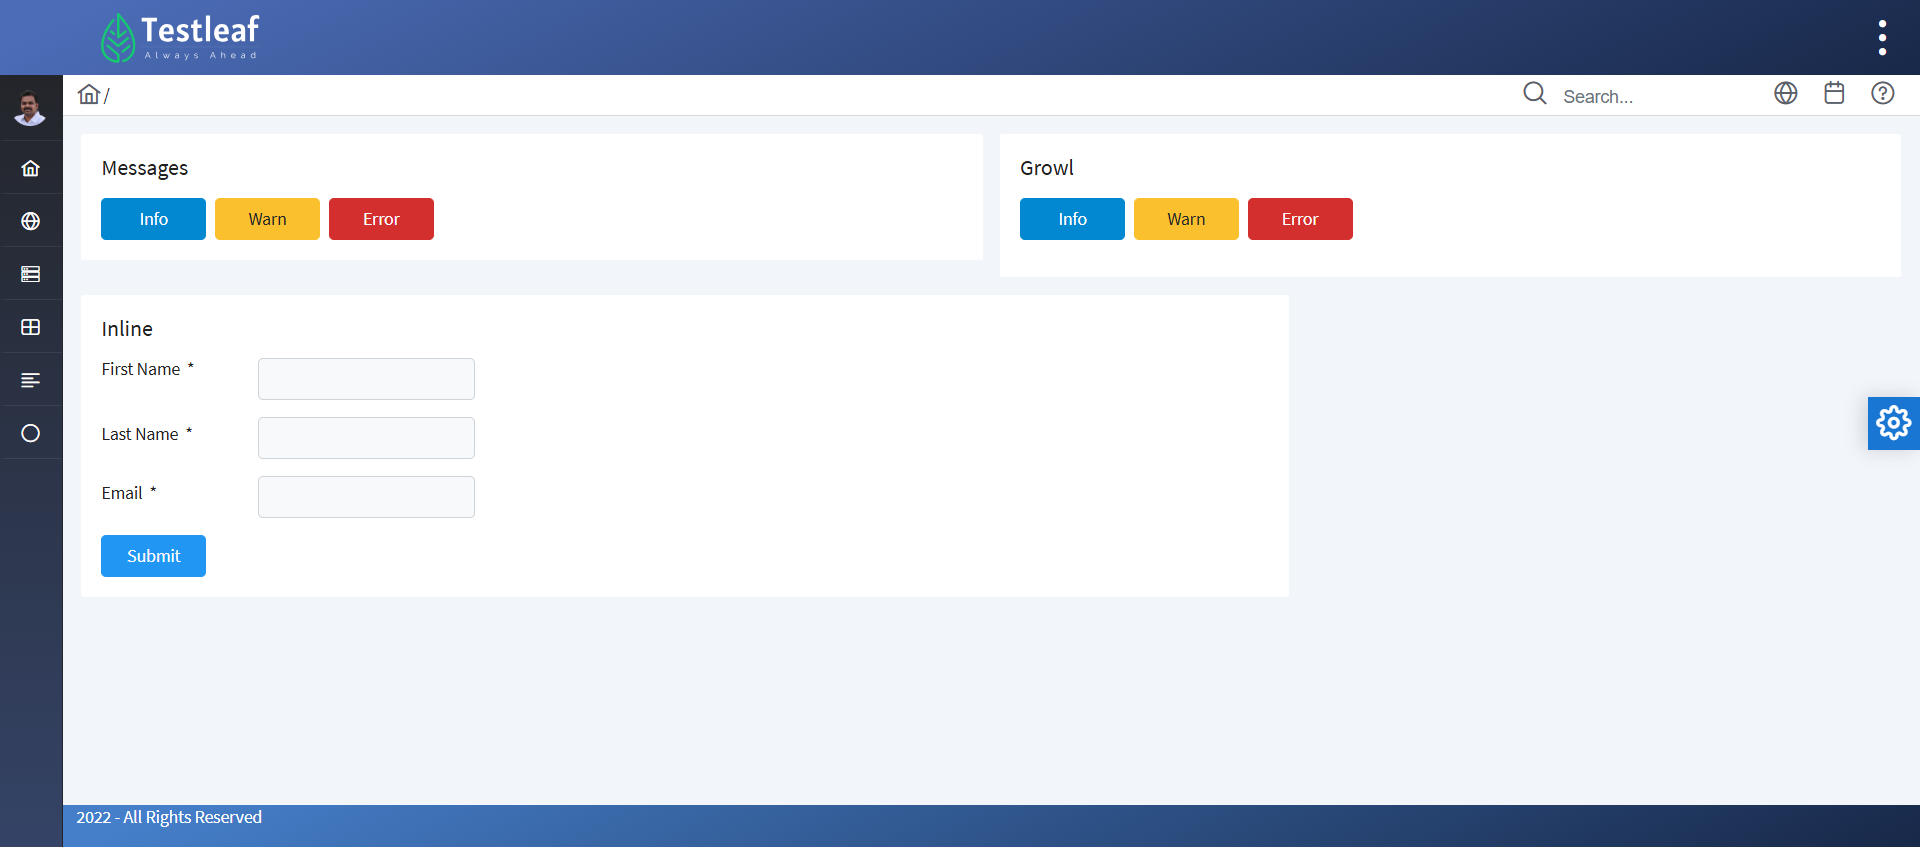 Testleaf
Always Ahead
/
Search...
Messages
Info Warn Error
Growl
Info Warn Error
Inline
First Name *
Last Name *
Email *
Submit
2022 - All Rights Reserved